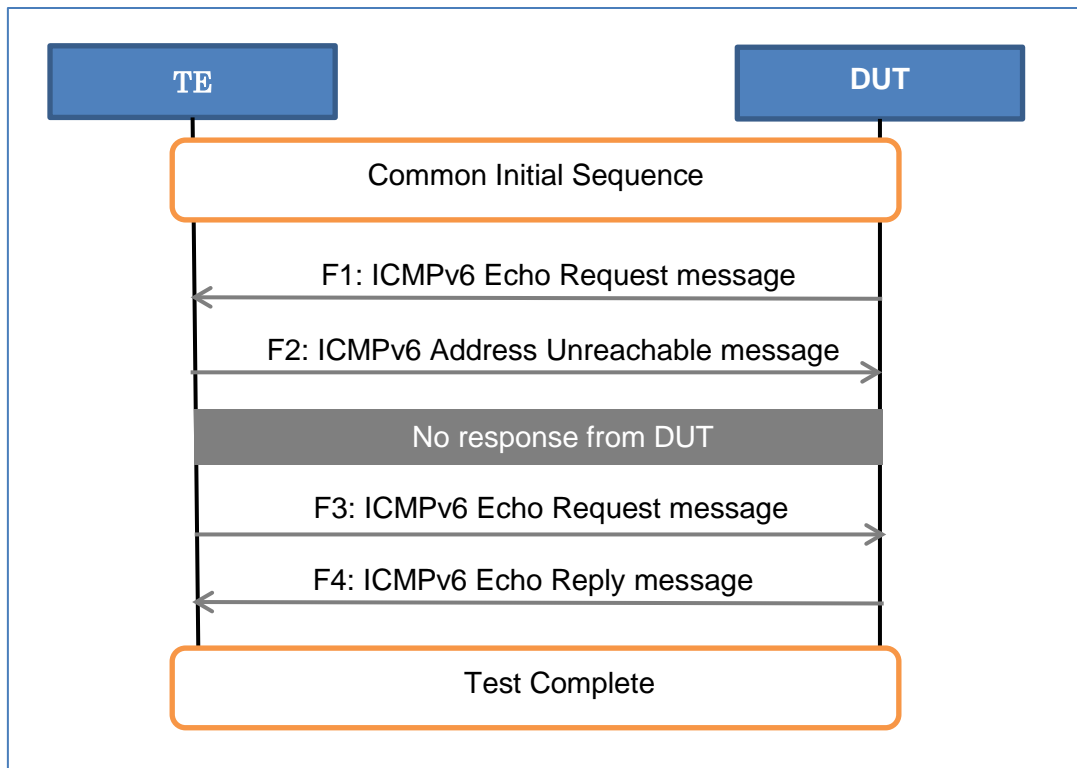 TE
DUT
Common Initial Sequence
F1: ICMPv6 Echo Request message
F2: ICMPv6 Address Unreachable message
No response from DUT
F3: ICMPv6 Echo Request message
F4: ICMPv6 Echo Reply message
Test Complete